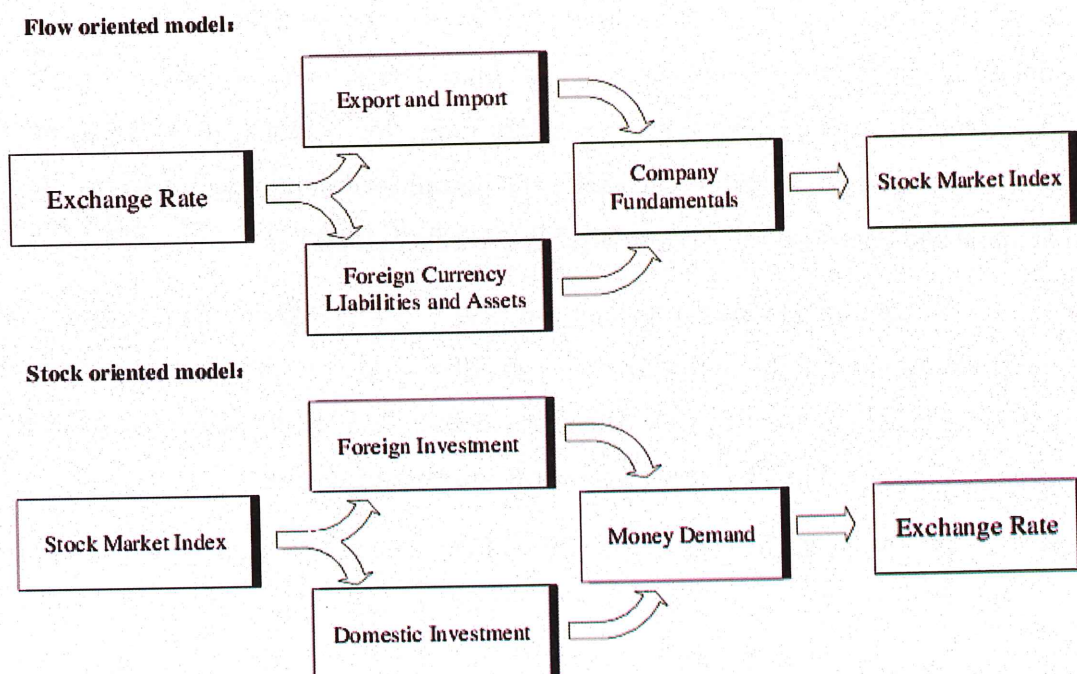 Flow oriented model:
Export and Import
Exchange Rate
Company
Fundamentals
Stock Market Index
Foreign Currency
LIabilities and Assets
Stock oriented model:
Foreign Investment
Stock Market Index
Money Demand
Exchange Rate
Domestic Investment